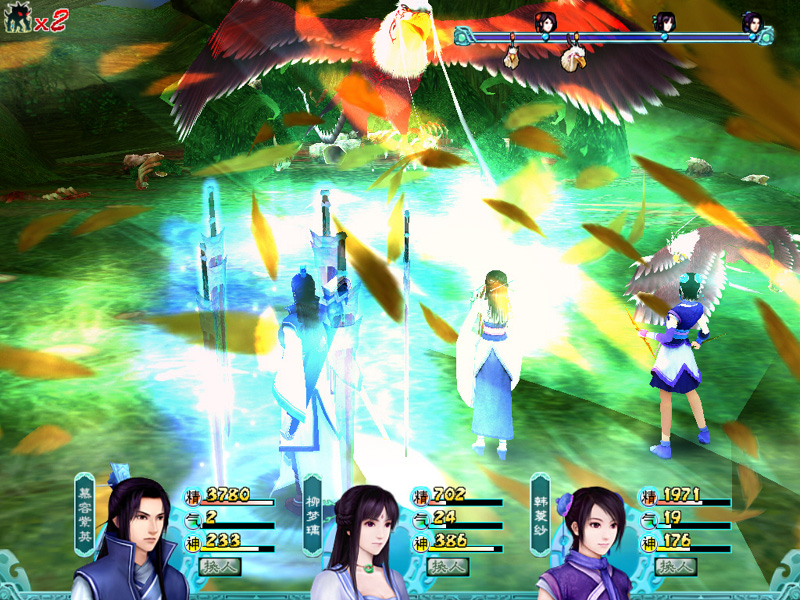 x2
慕容紫英
精 3780
气 2
神 233
换人
柳梦璃
精 702
气 24
神 386
换人
韩菱纱
精 1971
气 19
神 176
换人